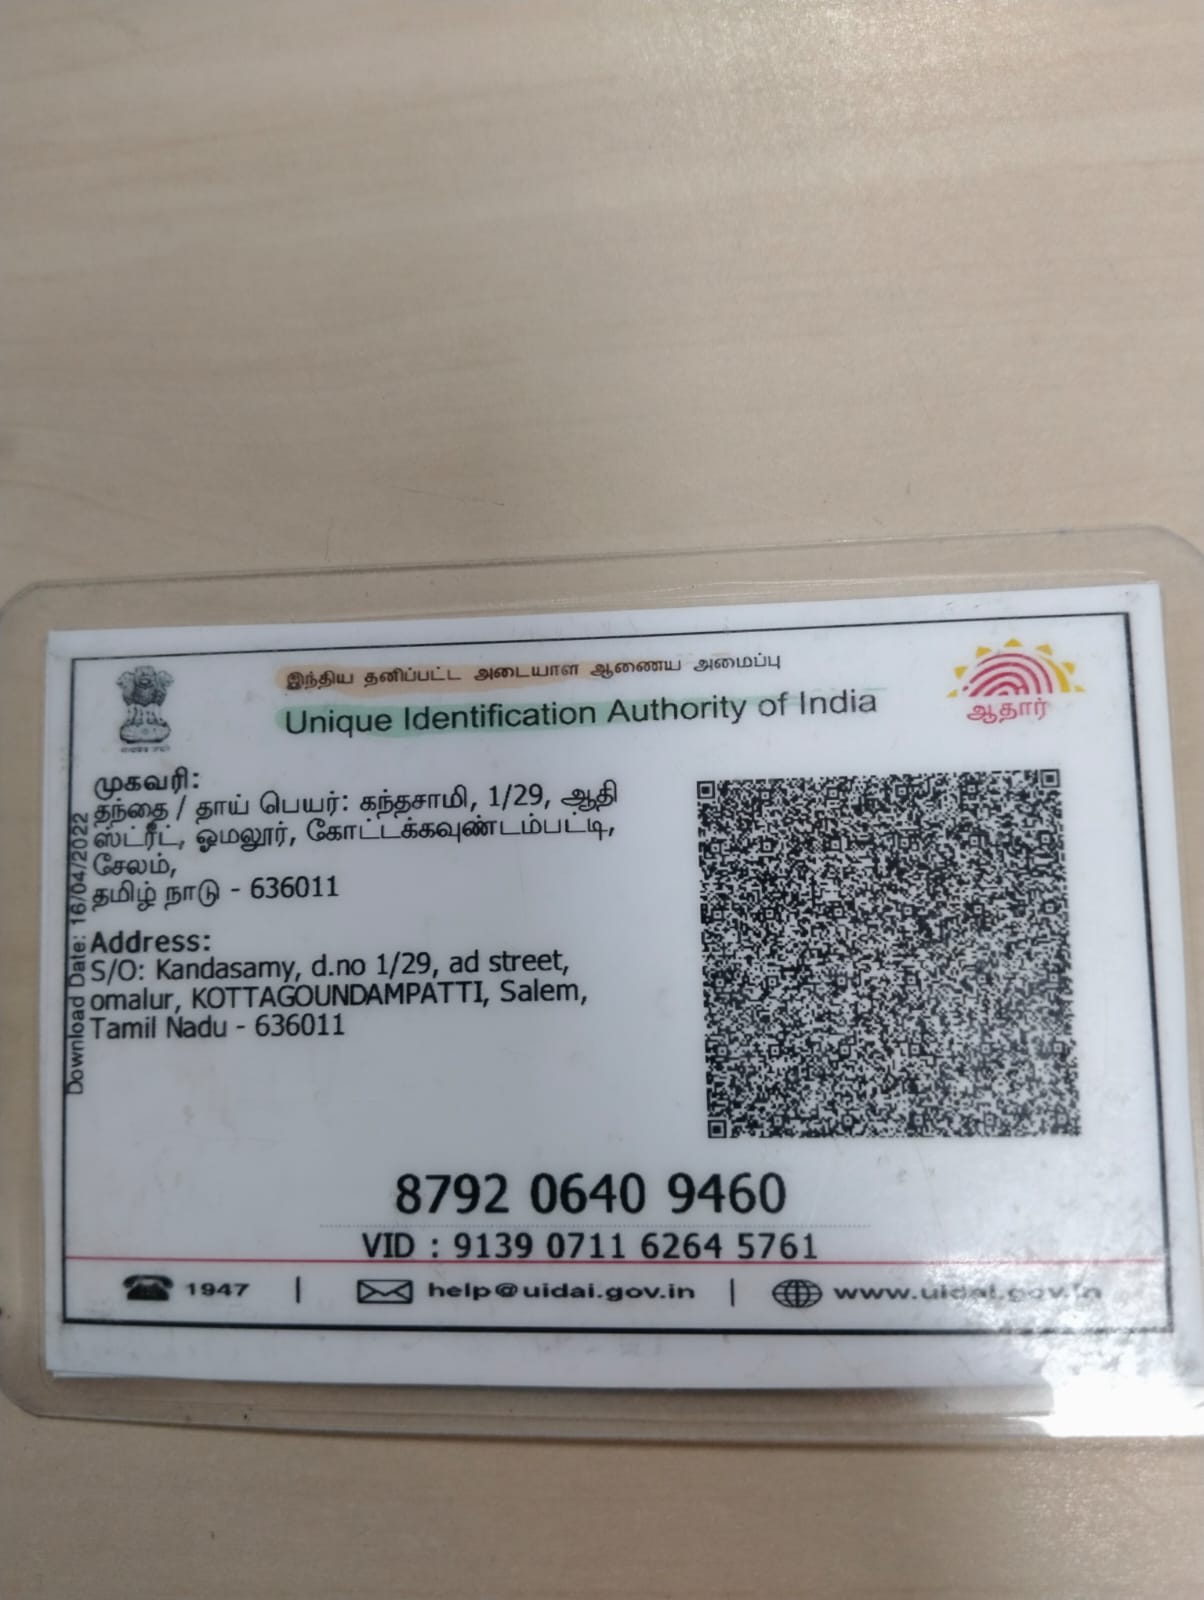 இந்திய தனிப்பட்ட அடையாள ஆணைய அமைப்பு
Unique Identification Authority of India
ஆதார்
முகவரி:
தந்தை / தாய் பெயர்: கந்தசாமி, 1/29, ஆதி
ஸ்ட்ரீட், ஓமலூர், கோட்டக்கவுண்டம்பட்டி,
சேலம்,
தமிழ் நாடு - 636011
Address:
S/O: Kandasamy, d.no 1/29, ad street,
omalur, KOTTAGOUNDAMPATTI, Salem,
Tamil Nadu - 636011
Download Date: 16/04/2022
8792 0640 9460
VID : 9139 0711 6264 5761
1947 | help@uidai.gov.in | www.uidai.gov.in